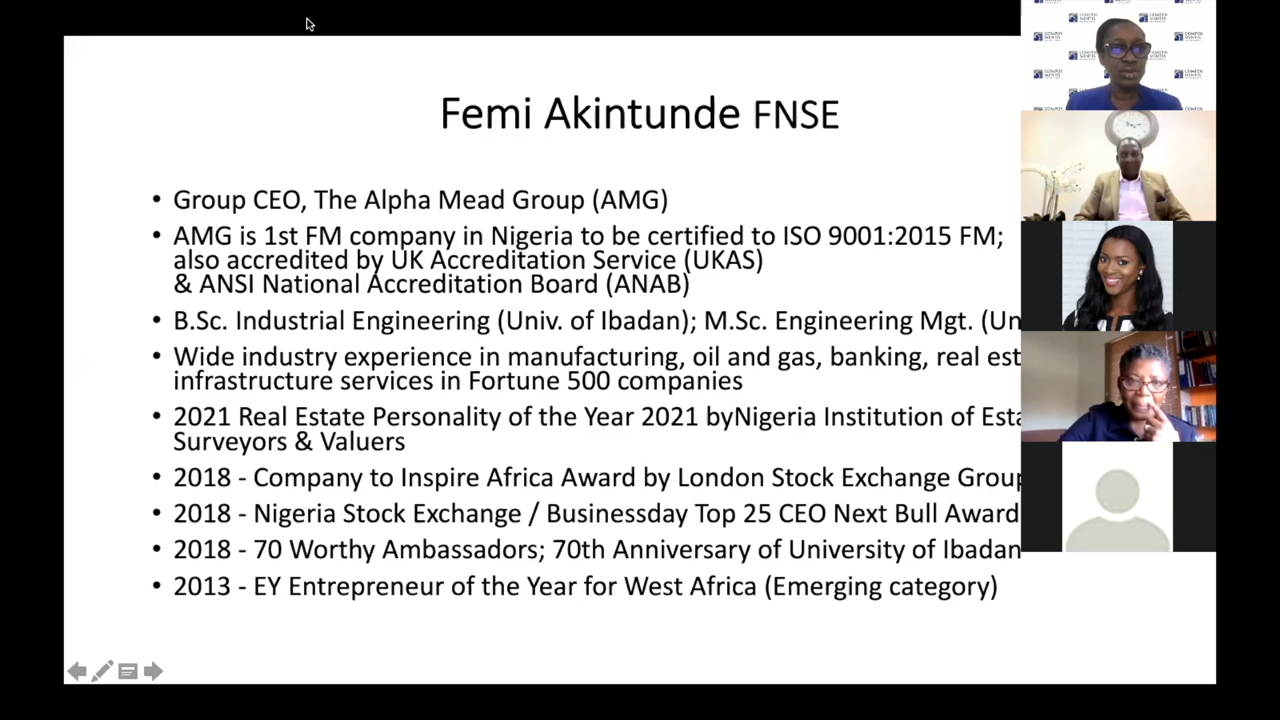 Femi Akintunde FNSE
• Group CEO, The Alpha Mead Group (AMG)
• AMG is 1st FM company in Nigeria to be certified to ISO 9001:2015 FM;
also accredited by UK Accreditation Service (UKAS)
& ANSI National Accreditation Board (ANAB)
• B.Sc. Industrial Engineering (Univ. of Ibadan); M.Sc. Engineering Mgt. (Un
• Wide industry experience in manufacturing, oil and gas, banking, real est
infrastructure services in Fortune 500 companies
• 2021 Real Estate Personality of the Year 2021 byNigeria Institution of Esta
Surveyors & Valuers
• 2018 - Company to Inspire Africa Award by London Stock Exchange Group
• 2018 - Nigeria Stock Exchange / Businessday Top 25 CEO Next Bull Award
• 2018 - 70 Worthy Ambassadors; 70th Anniversary of University of Ibadan
• 2013 - EY Entrepreneur of the Year for West Africa (Emerging category)
COMPOS
MENTIS